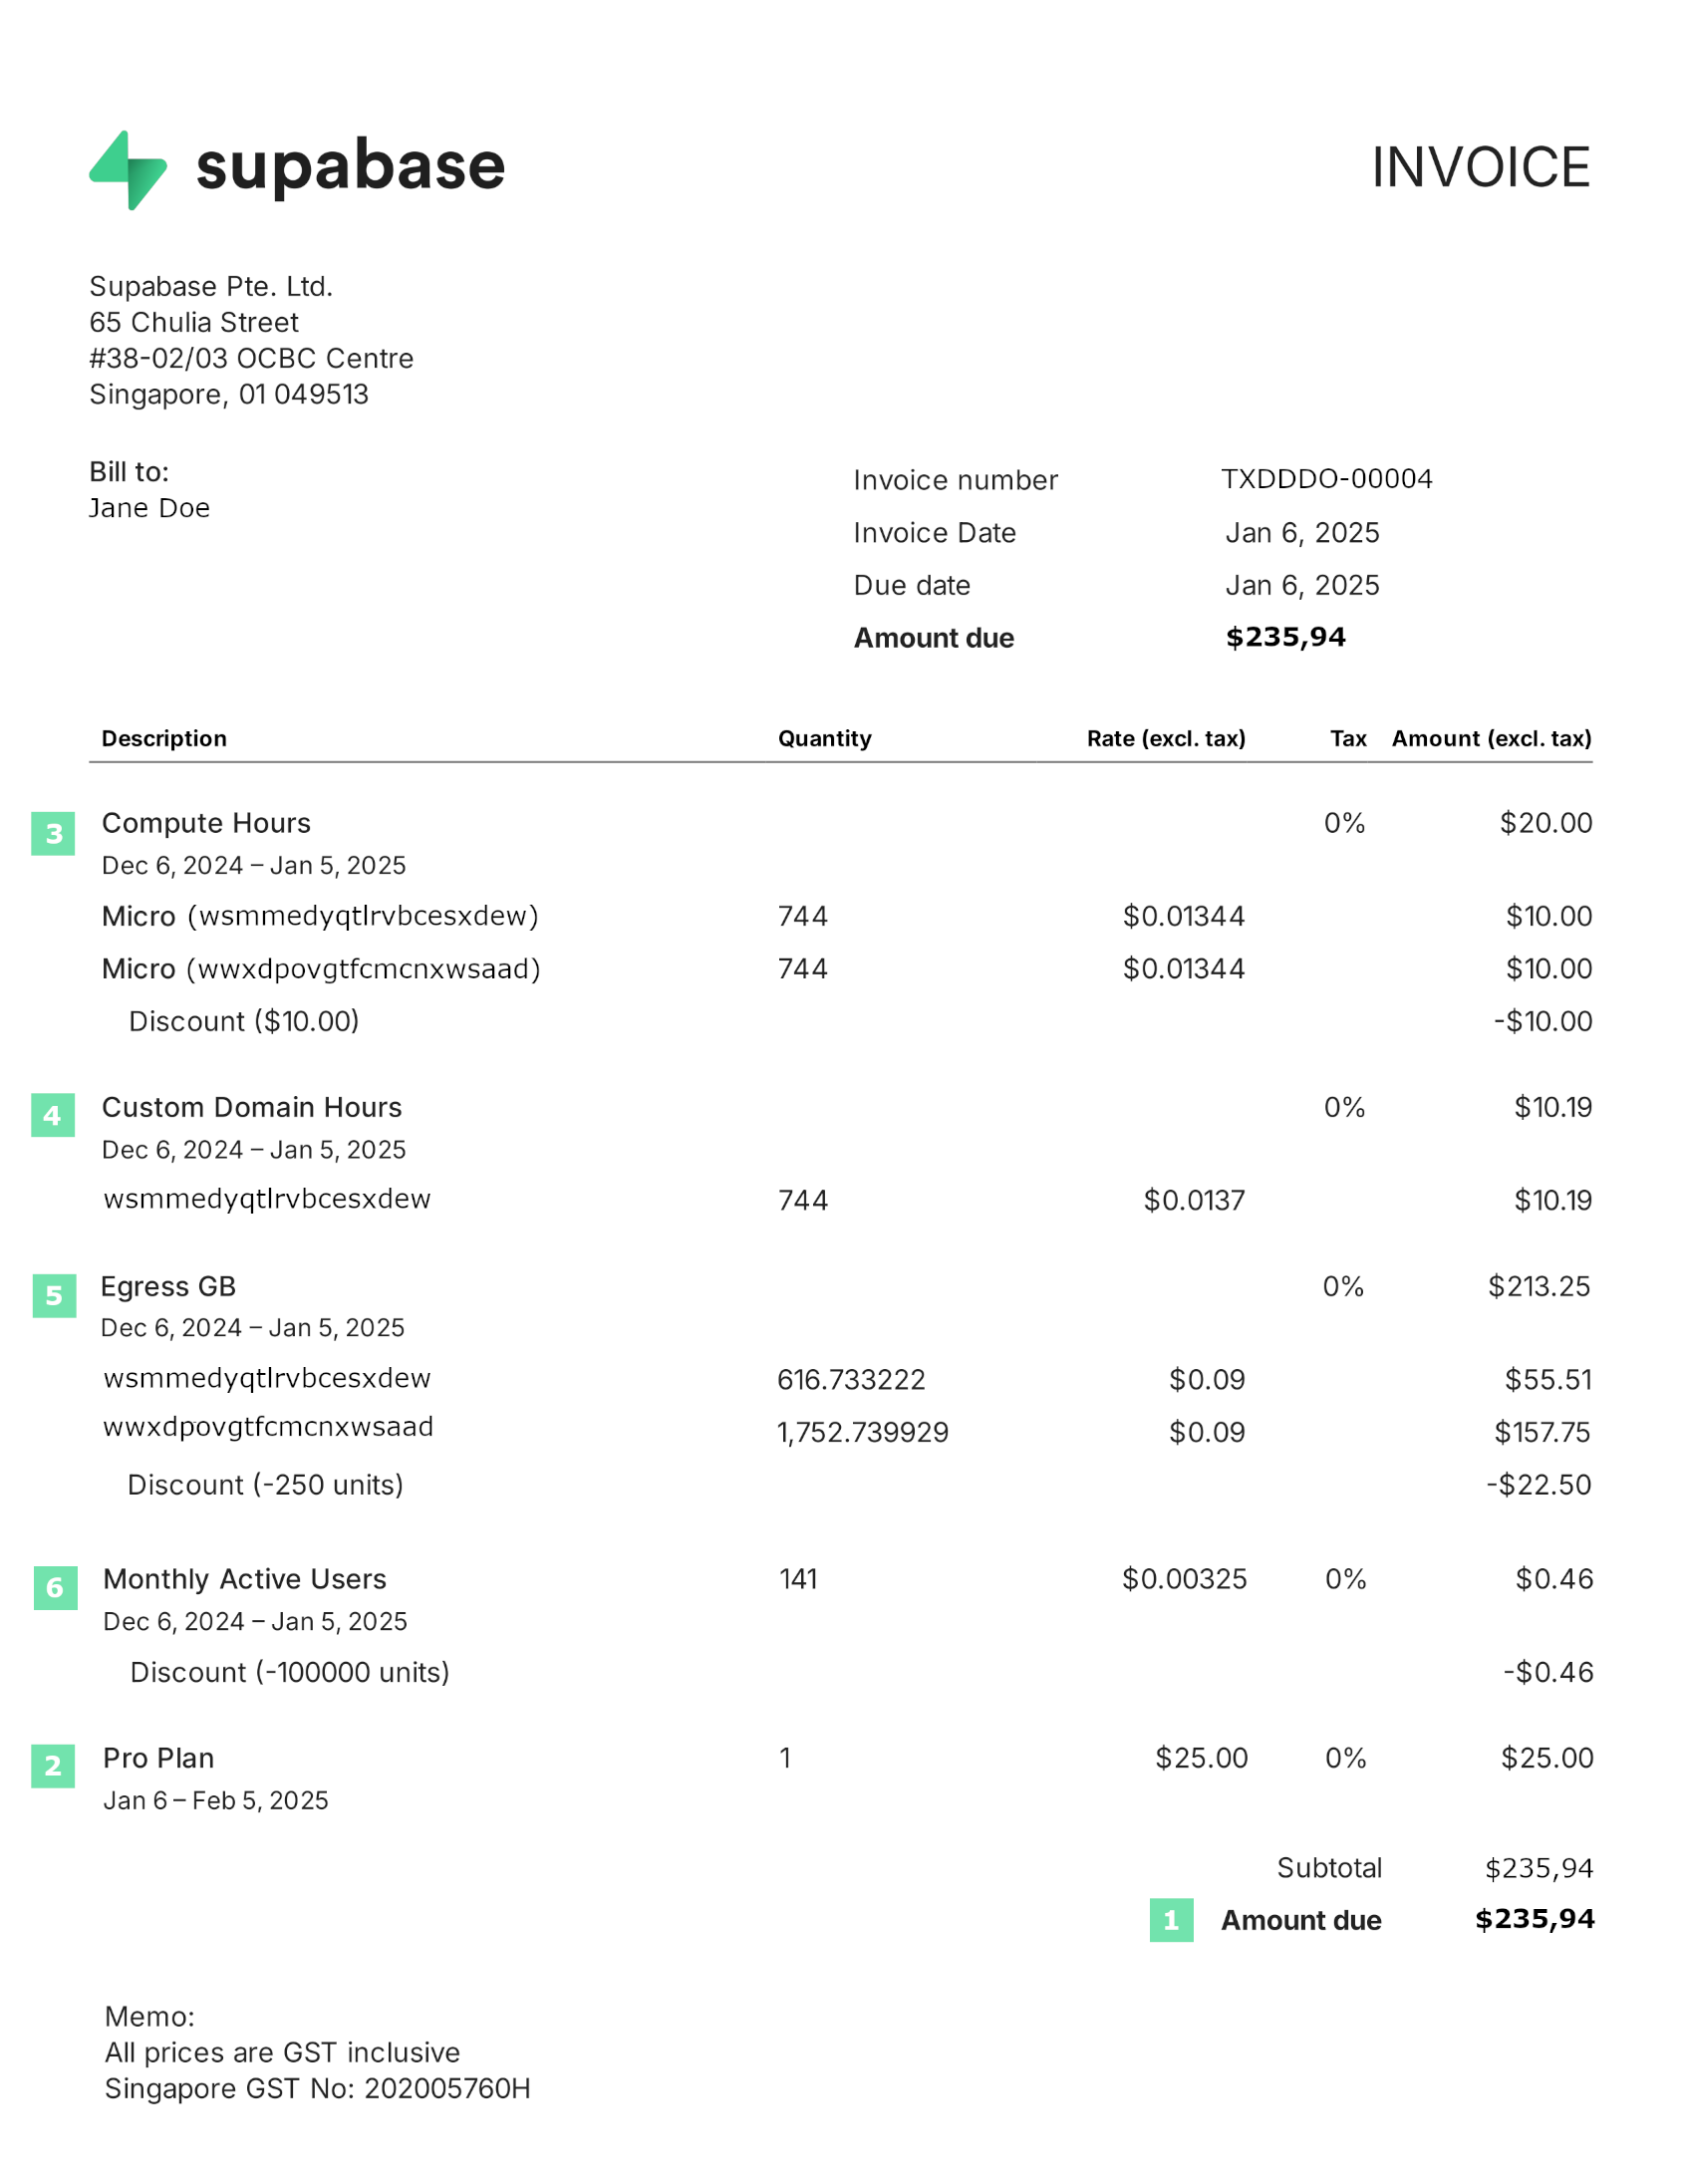 supabase
INVOICE
Supabase Pte. Ltd.
65 Chulia Street
#38-02/03 OCBC Centre
Singapore, 01 049513
Bill to:
Jane Doe
Invoice number TXDDDO-00004
Invoice Date Jan 6, 2025
Due date Jan 6, 2025
Amount due $235,94
Description Quantity Rate (excl. tax) Tax Amount (excl. tax)
3 Compute Hours 0% $20.00
Dec 6, 2024 – Jan 5, 2025
Micro (wsmmedyqtlrvbcesxdew) 744 $0.01344 $10.00
Micro (wwxdpovgtfcmcnxwsaad) 744 $0.01344 $10.00
Discount ($10.00) -$10.00
4 Custom Domain Hours 0% $10.19
Dec 6, 2024 – Jan 5, 2025
wsmmedyqtlrvbcesxdew 744 $0.0137 $10.19
5 Egress GB 0% $213.25
Dec 6, 2024 – Jan 5, 2025
wsmmedyqtlrvbcesxdew 616.733222 $0.09 $55.51
wwxdpovgtfcmcnxwsaad 1,752.739929 $0.09 $157.75
Discount (-250 units) -$22.50
6 Monthly Active Users 141 $0.00325 0% $0.46
Dec 6, 2024 – Jan 5, 2025
Discount (-100000 units) -$0.46
2 Pro Plan 1 $25.00 0% $25.00
Jan 6 – Feb 5, 2025
Subtotal $235,94
1 Amount due $235,94
Memo:
All prices are GST inclusive
Singapore GST No: 202005760H